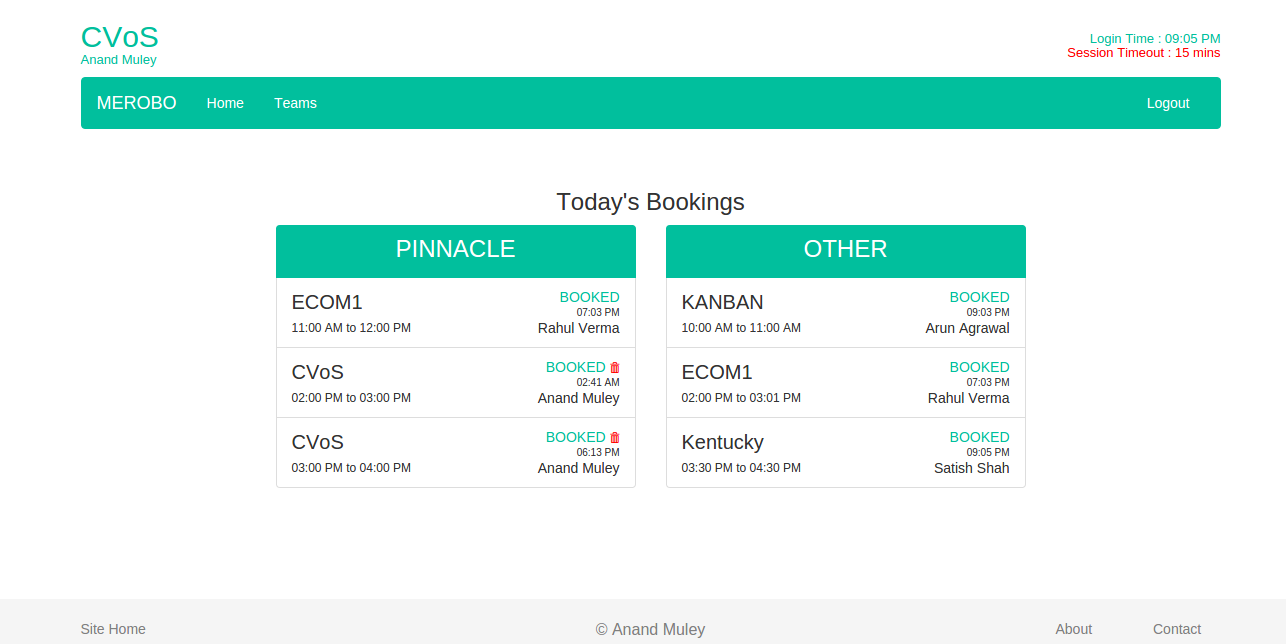 CVoS
Anand Muley
Login Time : 09:05 PM
Session Timeout : 15 mins
MEROBO Home Teams Logout
Today's Bookings
PINNACLE
ECOM1 BOOKED
07:03 PM
11:00 AM to 12:00 PM Rahul Verma
CVoS BOOKED
02:41 AM
02:00 PM to 03:00 PM Anand Muley
CVoS BOOKED
06:13 PM
03:00 PM to 04:00 PM Anand Muley
OTHER
KANBAN BOOKED
09:03 PM
10:00 AM to 11:00 AM Arun Agrawal
ECOM1 BOOKED
07:03 PM
02:00 PM to 03:01 PM Rahul Verma
Kentucky BOOKED
09:05 PM
03:30 PM to 04:30 PM Satish Shah
Site Home © Anand Muley About Contact